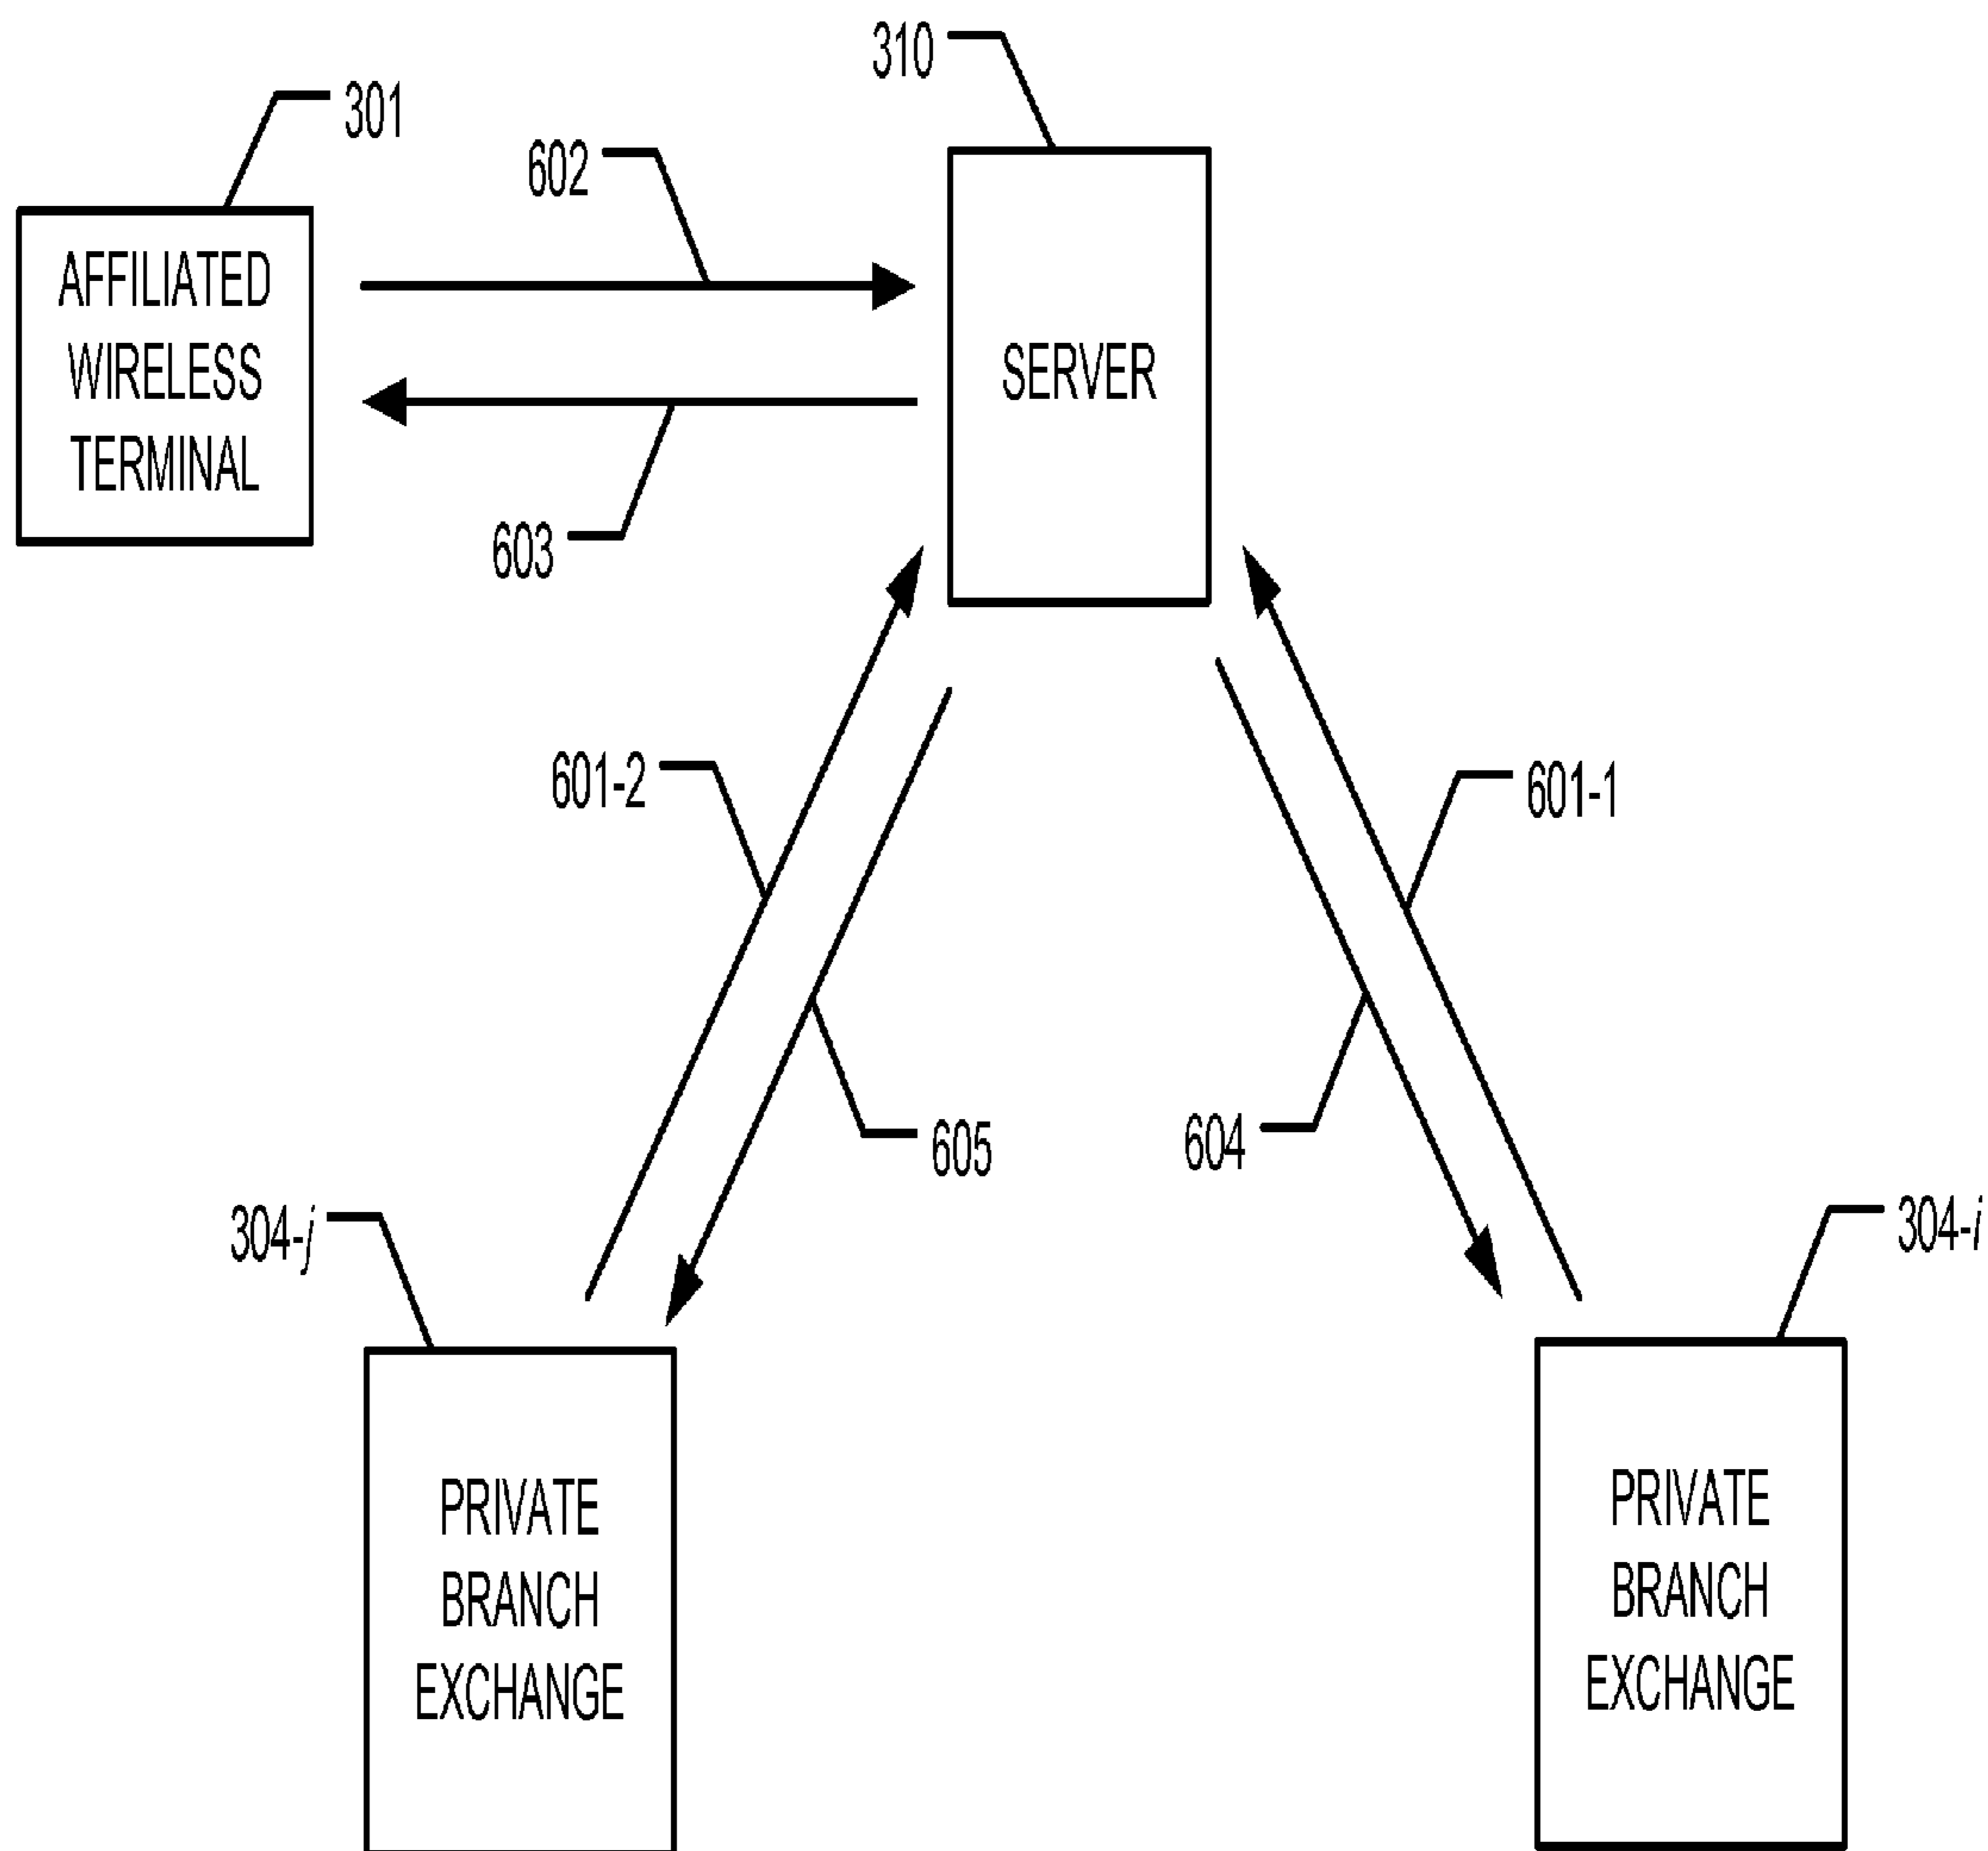 310
301
602
AFFILIATED
WIRELESS
TERMINAL
SERVER
603
601-2
601-1
605
604
304-j
304-i
PRIVATE
BRANCH
EXCHANGE
PRIVATE
BRANCH
EXCHANGE